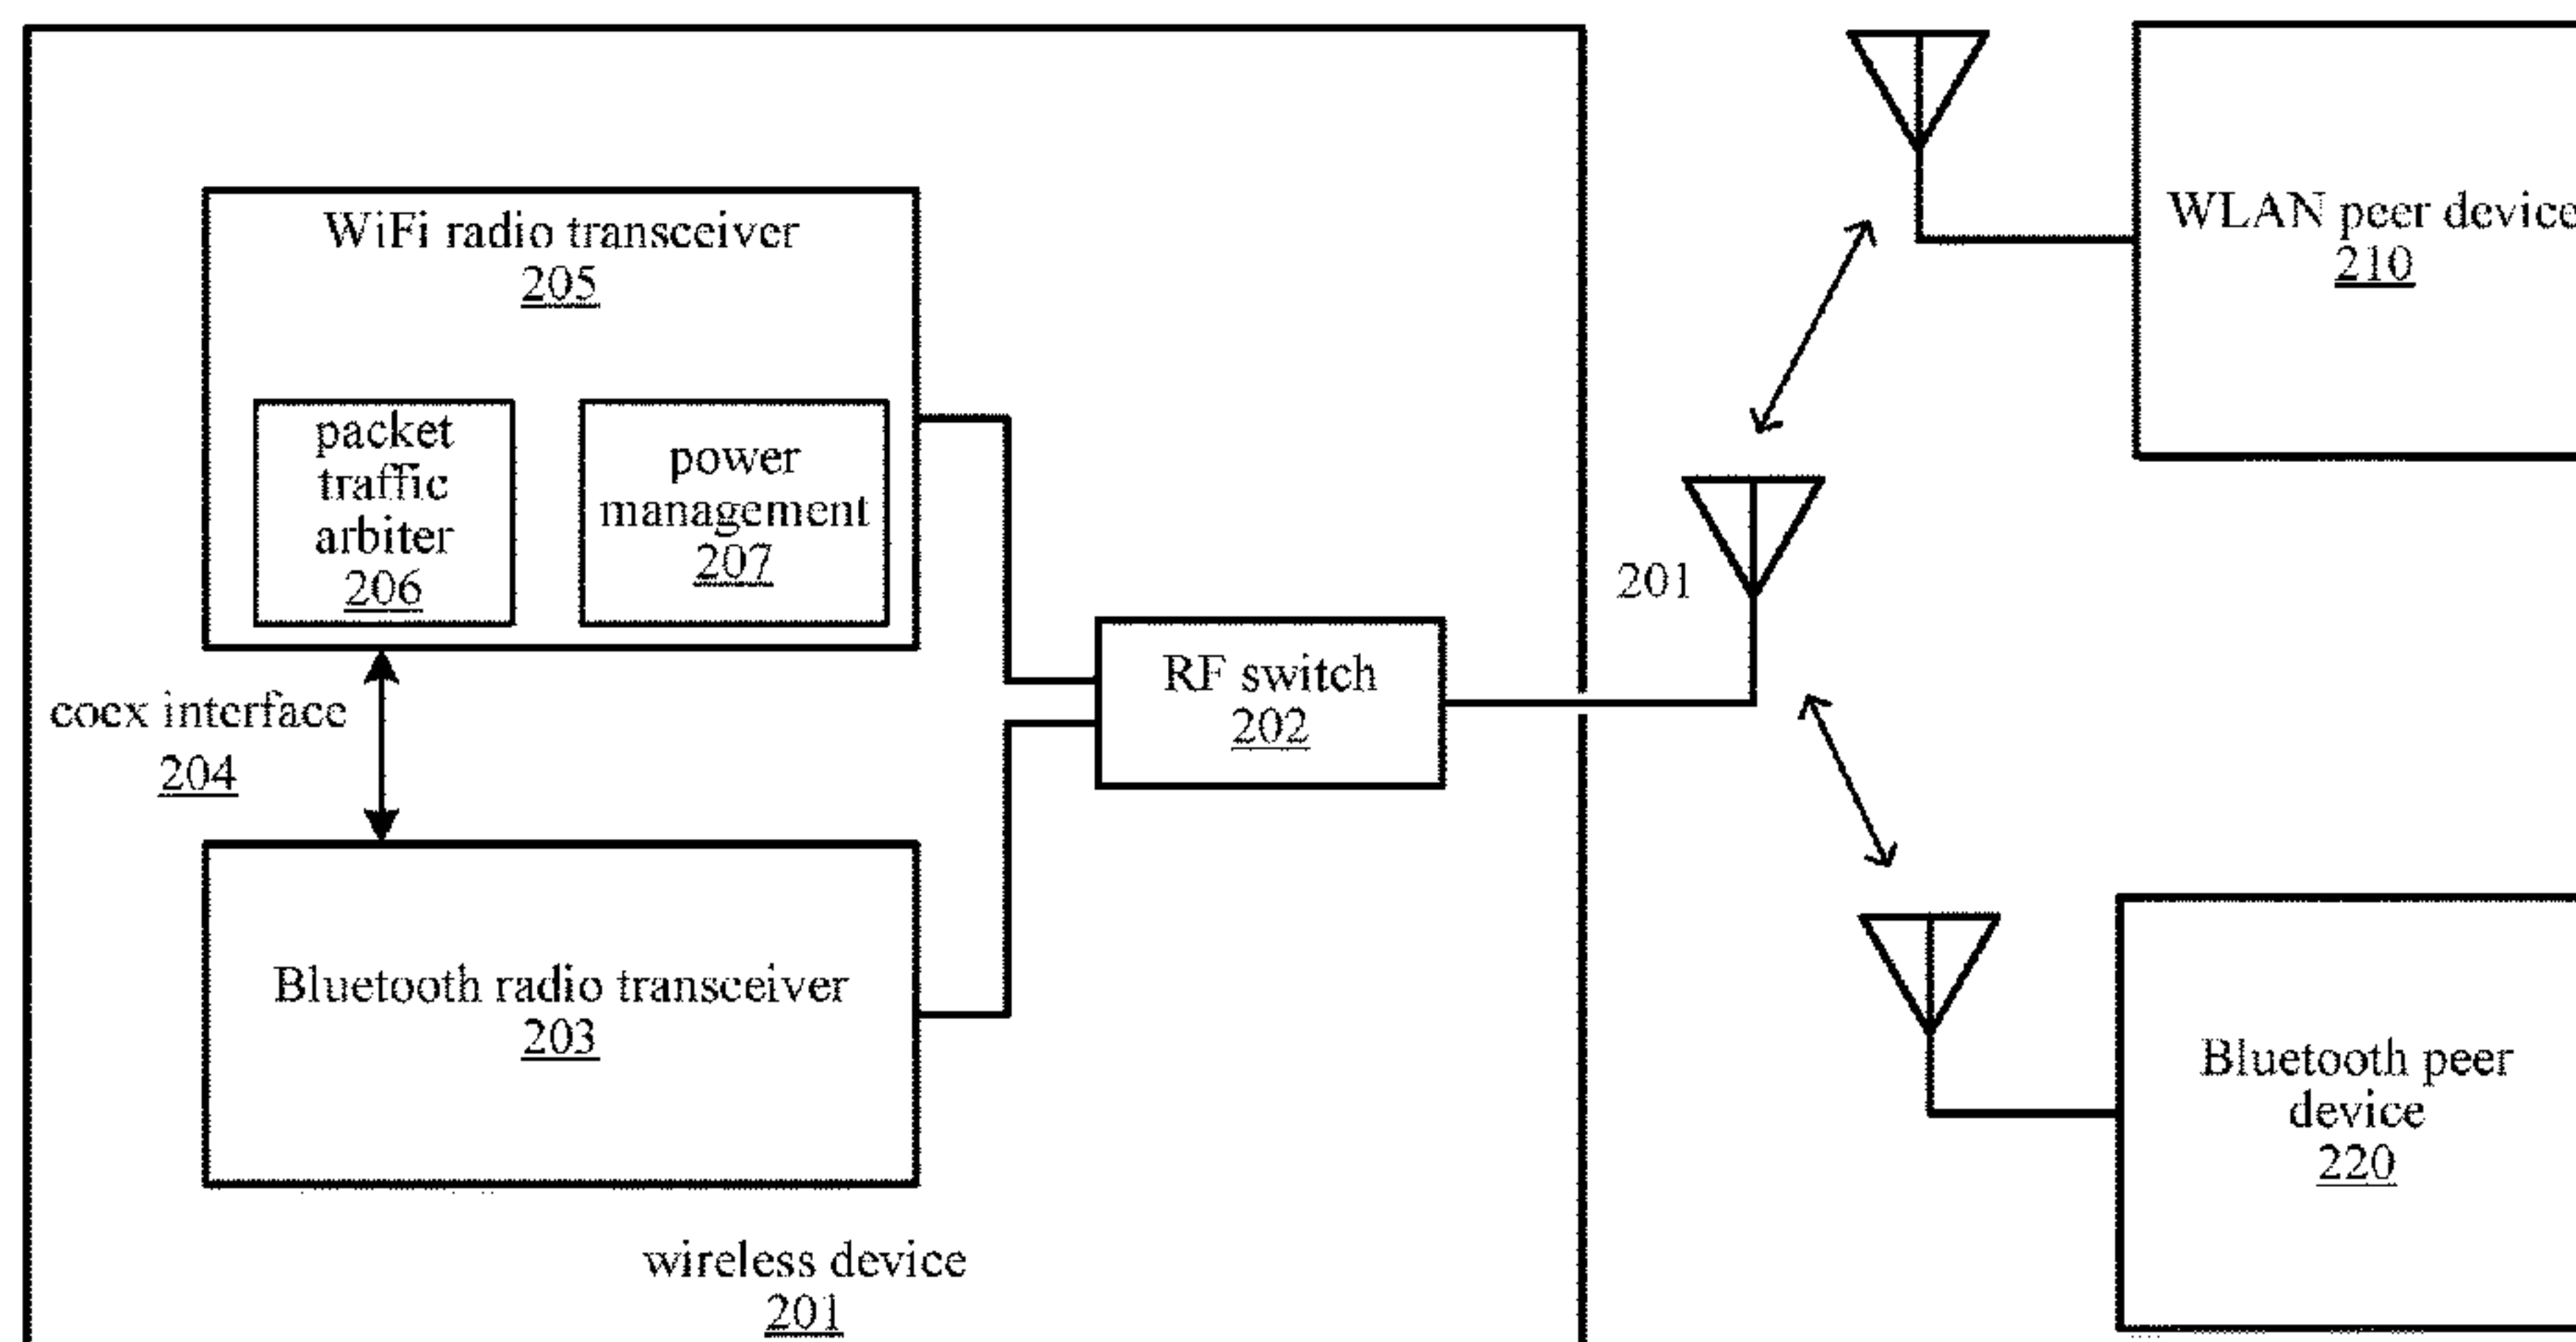 WiFi radio transceiver
205
packet
traffic
arbiter
206
power
management
207
coex interface
204
Bluetooth radio transceiver
203
wireless device
201
RF switch
202
201
WLAN peer device
210
Bluetooth peer
device
220